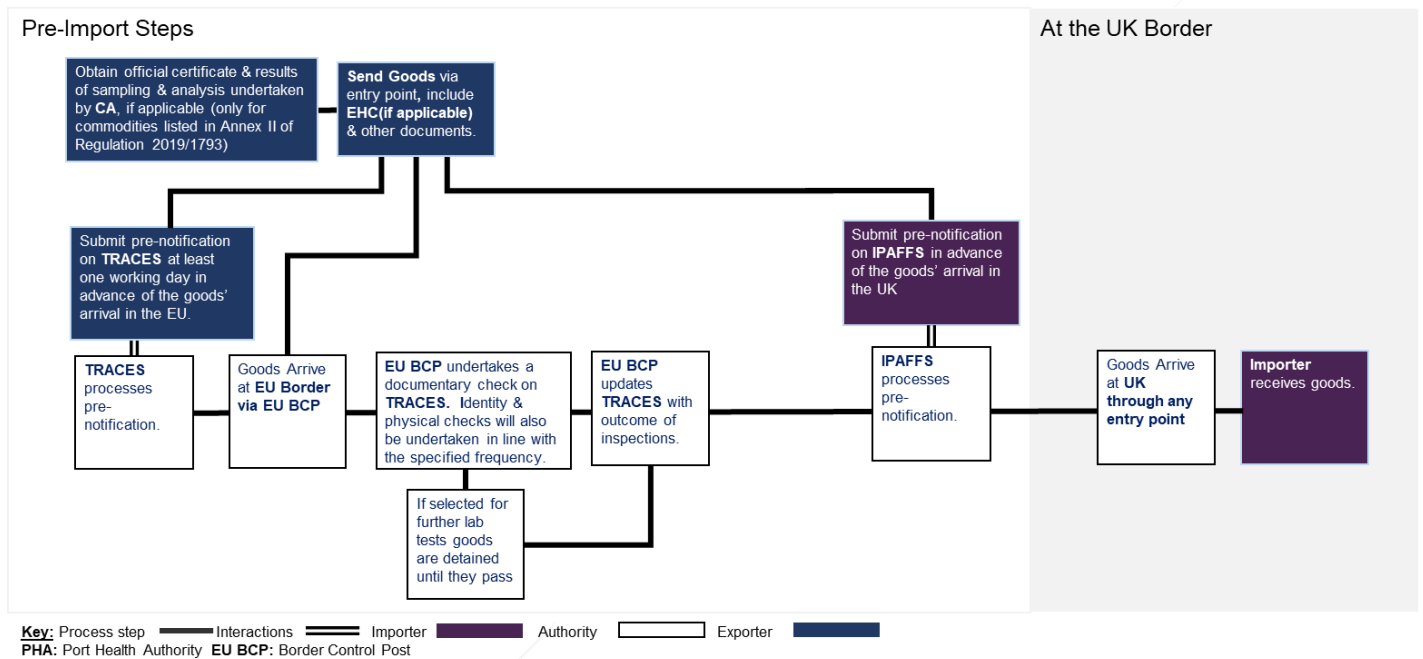 Pre-Import Steps
At the UK Border
Obtain official certificate & results
of sampling & analysis undertaken
by CA, if applicable (only for
commodities listed in Annex II of
Regulation 2019/1793)
Send Goods via
entry point, include
EHC(if applicable)
& other documents.
Submit pre-notification
on TRACES at least
one working day in
advance of the goods'
arrival in the EU.
Submit pre-notification
on IPAFFS in advance
of the goods' arrival in
the UK
TRACES
processes
pre-
notification.
Goods Arrive
at EU Border
via EU BCP
EU BCP undertakes a
documentary check on
TRACES. Identity &
physical checks will also
be undertaken in line with
the specified frequency.
EU BCP
updates
TRACES with
outcome of
inspections.
IPAFFS
processes
pre-
notification.
Goods Arrive
at UK
through any
entry point
Importer
receives goods.
If selected for
further lab
tests goods
are detained
until they pass
Key: Process step Interactions Importer Authority Exporter
PHA: Port Health Authority EU BCP: Border Control Post